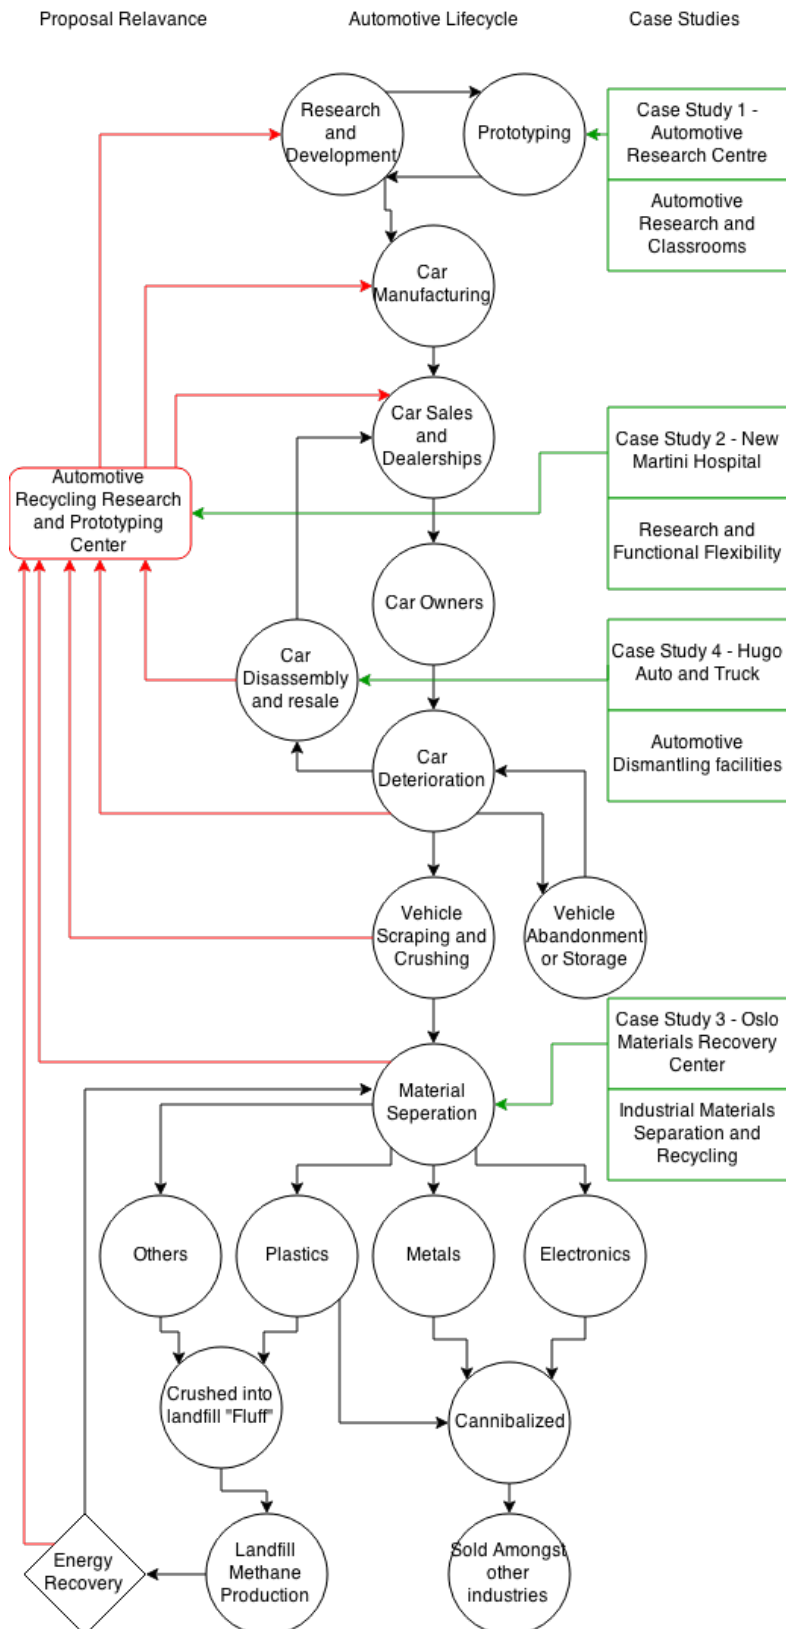 Proposal Relavance
Automotive Lifecycle
Case Studies
Research
and
Development
Prototyping
Case Study 1 -
Automotive
Research Centre
Automotive
Research and
Classrooms
Car
Manufacturing
Car Sales
and
Dealerships
Case Study 2 - New
Martini Hospital
Automotive
Recycling Research
and Prototyping
Center
Research and
Functional Flexibility
Car Owners
Car
Disassembly
and resale
Case Study 4 - Hugo
Auto and Truck
Automotive
Dismantling facilities
Car
Deterioration
Vehicle
Scraping and
Crushing
Vehicle
Abandonment
or Storage
Case Study 3 - Oslo
Materials Recovery
Center
Material
Seperation
Industrial Materials
Separation and
Recycling
Others
Plastics
Metals
Electronics
Crushed into
landfill "Fluff"
Cannibalized
Energy
Recovery
Landfill
Methane
Production
Sold Amongst
other
industries